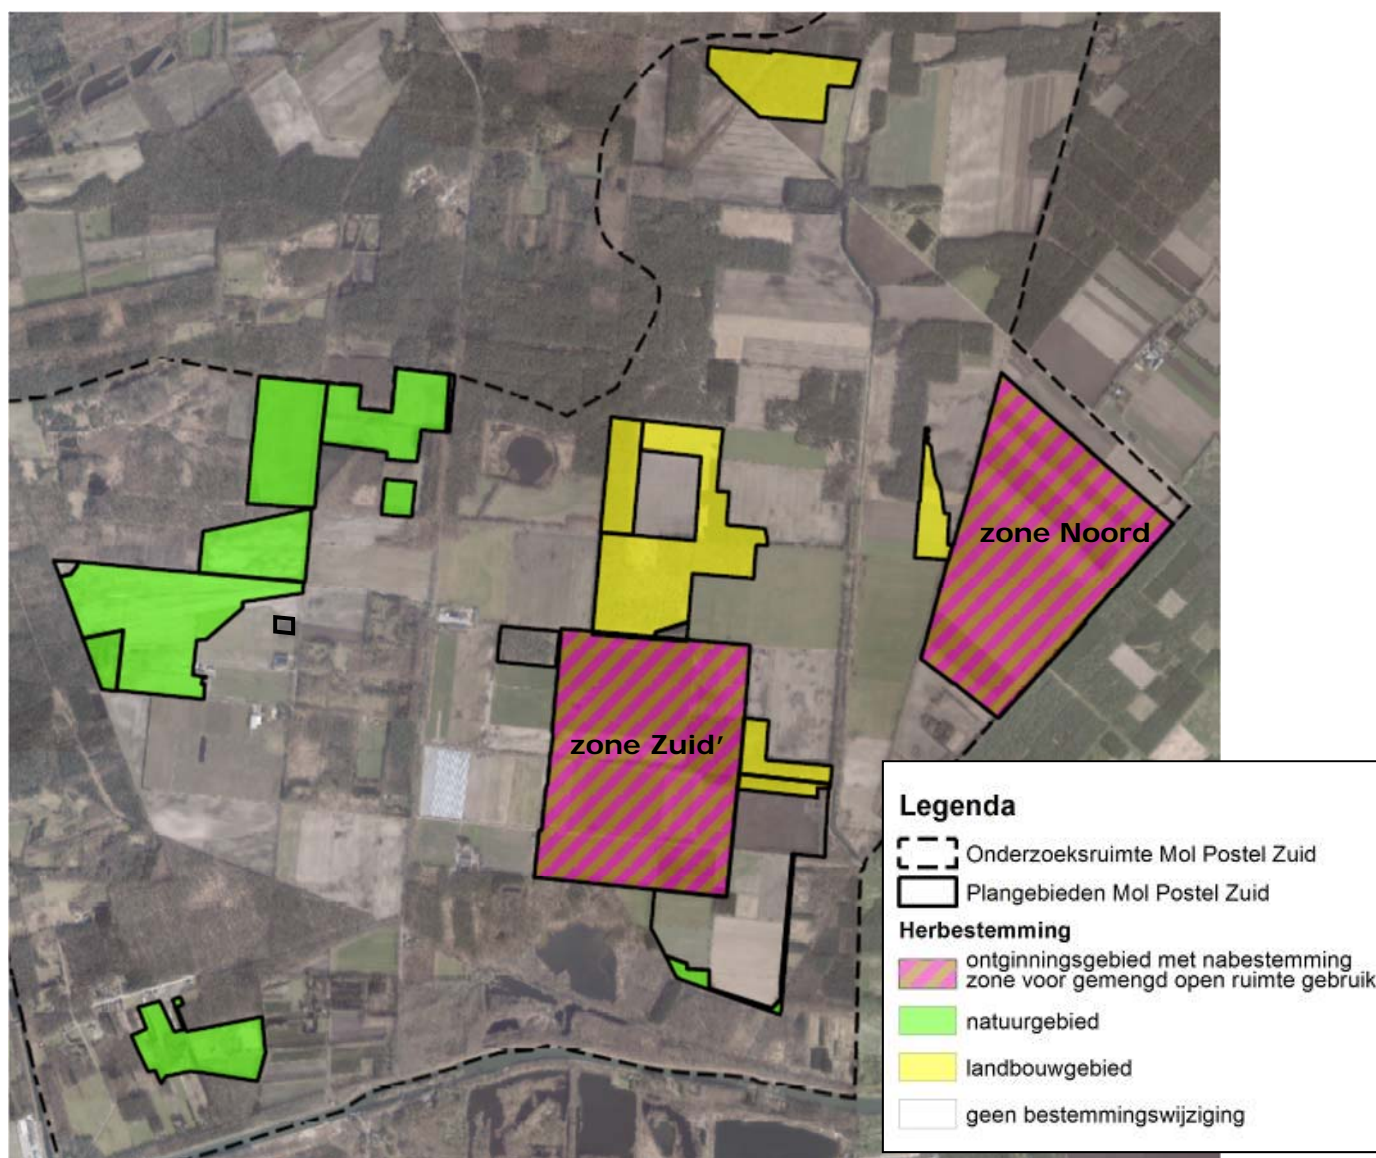 zone Noord
zone Zuid’
Legenda
Onderzoeksruimte Mol Postel Zuid
Plangebieden Mol Postel Zuid
Herbestemming
ontginningsgebied met nabestemming
zone voor gemengd open ruimte gebruik
natuurgebied
landbouwgebied
geen bestemmingswijziging